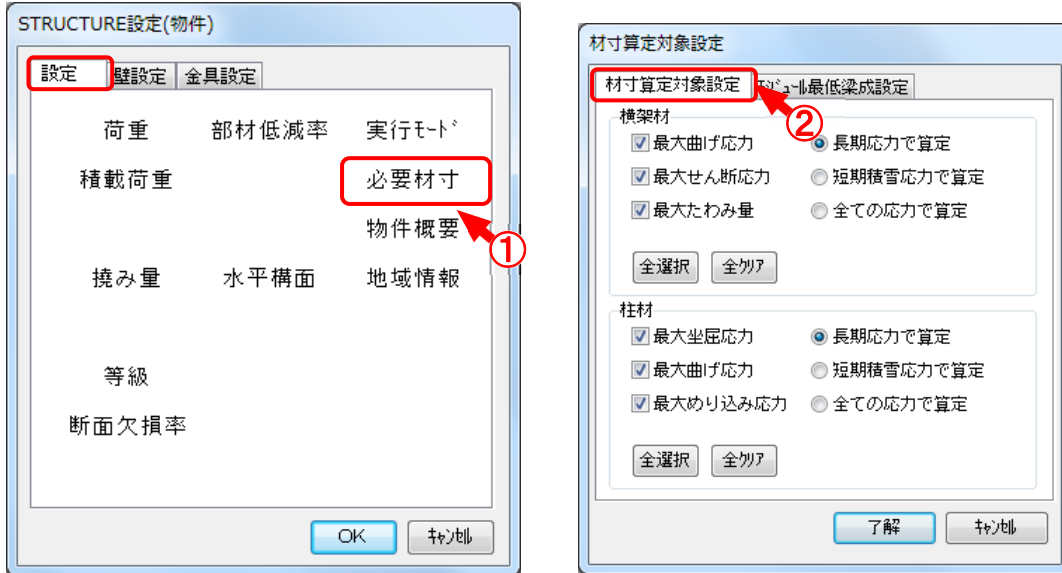 STRUCTURE設定(物件)
設定 壁設定 金具設定
荷重 部材低減率 実行ﾓｰﾄﾞ
積載荷重 必要材寸
物件概要
①
撓み量 水平構面 地域情報
等級
断面欠損率
OK ｷｬﾝｾﾙ
材寸算定対象設定
材寸算定対象設定 ﾓｼﾞｭｰﾙ最低梁成設定
②
横架材
最大曲げ応力 長期応力で算定
最大せん断応力 短期積雪応力で算定
最大たわみ量 全ての応力で算定
全選択 全ｸﾘｱ
柱材
最大坐屈応力 長期応力で算定
最大曲げ応力 短期積雪応力で算定
最大めり込み応力 全ての応力で算定
全選択 全ｸﾘｱ
了解 ｷｬﾝｾﾙ